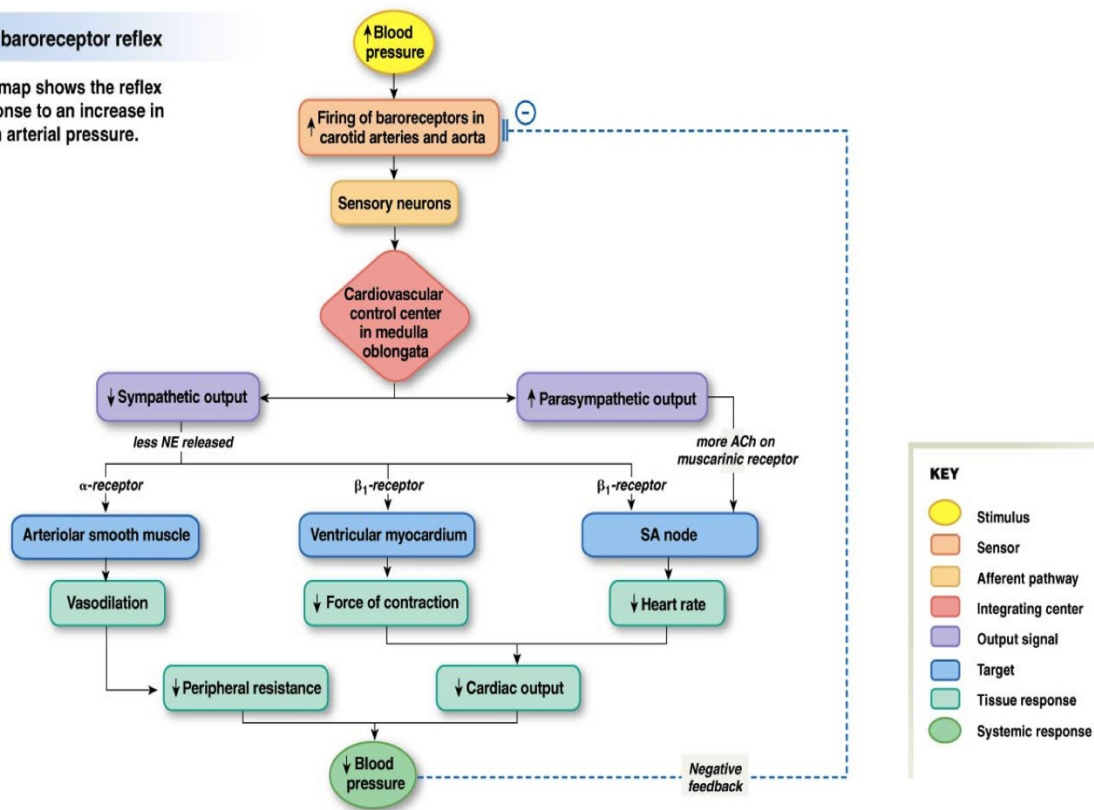 baroreceptor reflex
map shows the reflex
onse to an increase in
arterial pressure.
↑ Blood
pressure
↑ Firing of baroreceptors in
carotid arteries and aorta
−
Sensory neurons
Cardiovascular
control center
in medulla
oblongata
↓ Sympathetic output
↑ Parasympathetic output
less NE released
more ACh on
muscarinic receptor
α-receptor
β₁-receptor
β₁-receptor
Arteriolar smooth muscle
Ventricular myocardium
SA node
Vasodilation
↓ Force of contraction
↓ Heart rate
↓ Peripheral resistance
↓ Cardiac output
↓ Blood
pressure
Negative
feedback
KEY
Stimulus
Sensor
Afferent pathway
Integrating center
Output signal
Target
Tissue response
Systemic response